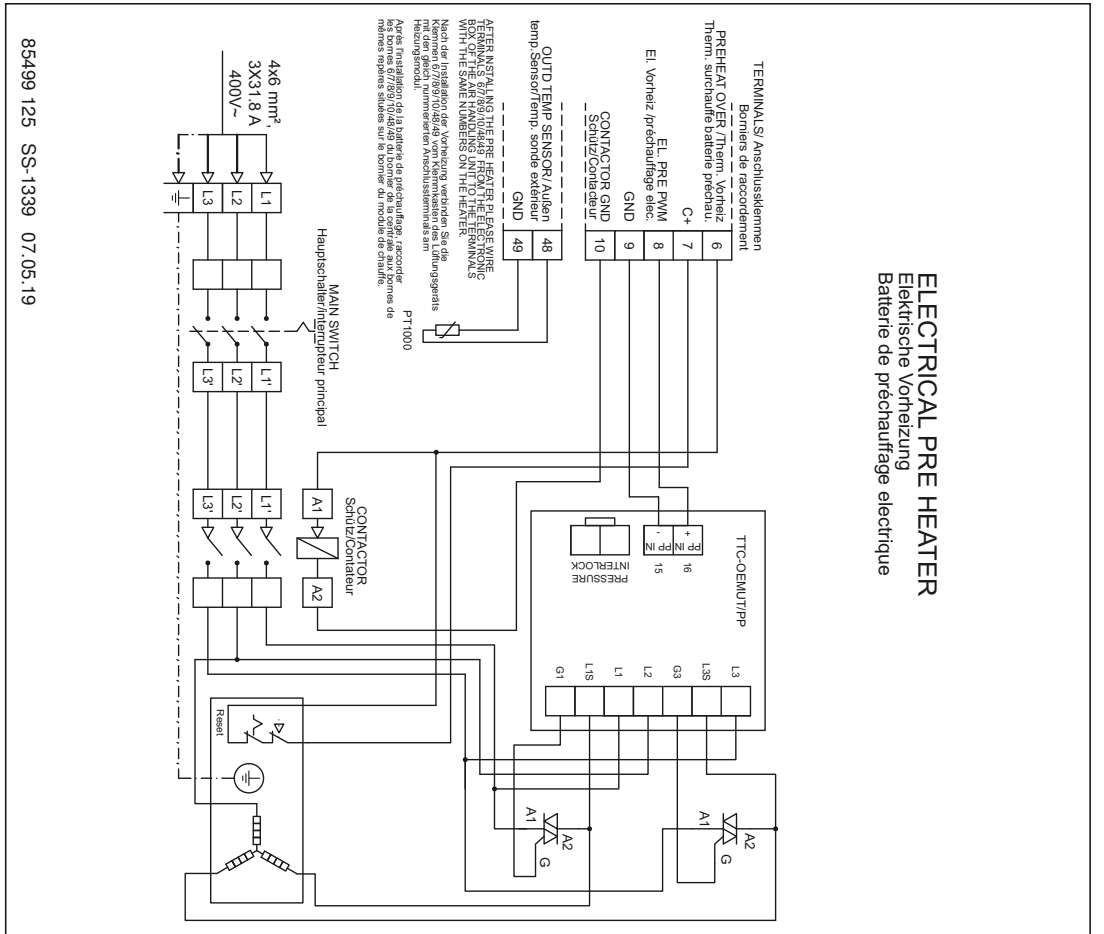 ELECTRICAL PRE HEATER
Elektrische Vorheizung
Batterie de préchauffage electrique
TERMINALS/ Anschlussklemmen
Borniers de raccordement
PREHEAT OVER /Therm. Vorheiz
Therm. surchauffe batterie préchau.
6
C+
7
EL. PRE PWM
El. Vorheiz /préchauffage elec.
8
GND
9
CONTACTOR GND
Schütz/Contacteur
10
OUTD TEMP SENSOR/ Außen
temp.Sensor/Temp. sonde extérieur
48
GND
49
PT1000
AFTER INSTALLING THE PRE HEATER PLEASE WIRE
TERMINALS 6/7/8/9/10/48/49 FROM THE ELECTRONIC
BOX OF THE AIR HANDLING UNIT TO THE TERMINALS
WITH THE SAME NUMBERS ON THE HEATER.
Nach der Installation der Vorheizung verbinden Sie die
Klemmen 6/7/8/9/10/48/49 vom Klemmkasten des Lüftungsgeräts
mit den gleich nummerierten Anschlussterminals am
Heizungsmodul.
Après l'installation de la batterie de préchauffage, raccorder
les bornes 6/7/8/9/10/48/49 du bornier de la centrale aux bornes de
mêmes repères situées sur le bornier du module de chauffe.
TTC-OEMUT/PP
+
PP IN
16
-
PP IN
15
PRESSURE
INTERLOCK
L3
L3S
G3
L2
L1
L1S
G1
A1
A2
G
A1
A2
G
CONTACTOR
Schütz/Contateur
A1
A2
MAIN SWITCH
Hauptschalter/interrupteur principal
4x6 mm²,
3X31.8 A
400V~
L1
L2
L3
L1'
L2'
L3'
L1'
L2'
L3'
Reset
85499 125 SS-1339 07.05.19